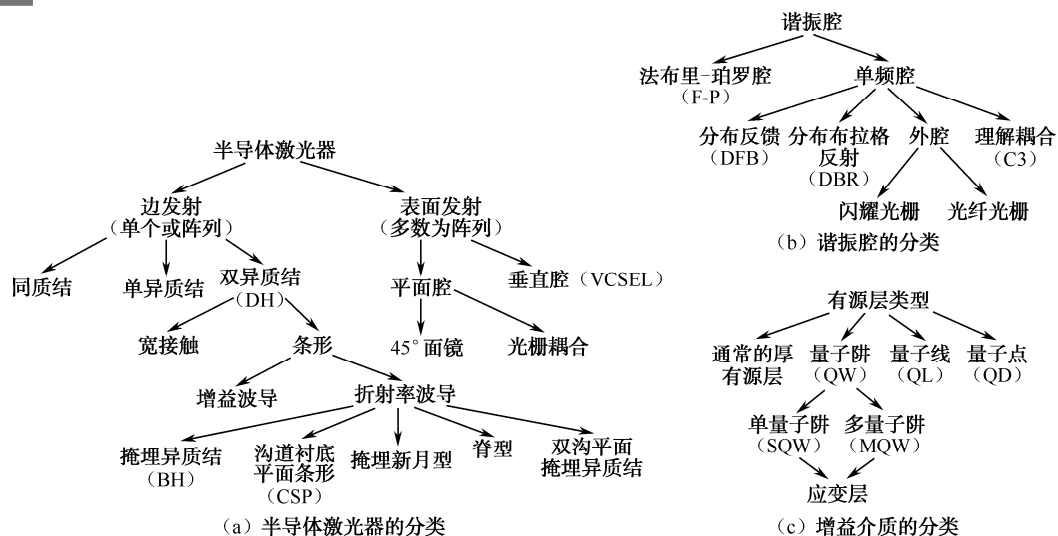 半导体激光器
边发射
（单个或阵列）
表面发射
（多数为阵列）
同质结
单异质结
双异质结
（DH）
平面腔
垂直腔（VCSEL）
宽接触
条形
45°面镜
光栅耦合
增益波导
折射率波导
掩埋异质结
（BH）
沟道衬底
平面条形
（CSP）
掩埋新月型
脊型
双沟平面
掩埋异质结
（a）半导体激光器的分类
谐振腔
法布里-珀罗腔
（F-P）
单频腔
分布反馈
（DFB）
分布布拉格
反射
（DBR）
外腔
理解耦合
（C3）
闪耀光栅
光纤光栅
（b）谐振腔的分类
有源层类型
通常的厚
有源层
量子阱
（QW）
量子线
（QL）
量子点
（QD）
单量子阱
（SQW）
多量子阱
（MQW）
应变层
（c）增益介质的分类